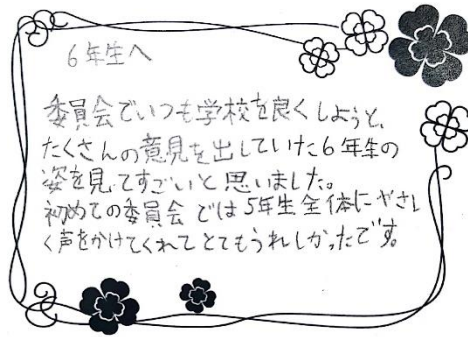 6年生へ
委員会でいつも学校を良くしようと、
たくさんの意見を出していた6年生の
姿を見てすごいと思いました。
初めての委員会では5年生全体にやさし
く声をかけてくれてとてもうれしかったです。